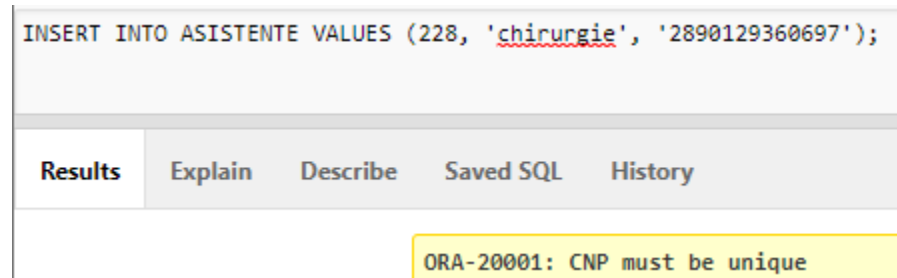 INSERT INTO ASISTENTE VALUES (228, 'chirurgie', '2890129360697');
Results Explain Describe Saved SQL History
ORA-20001: CNP must be unique